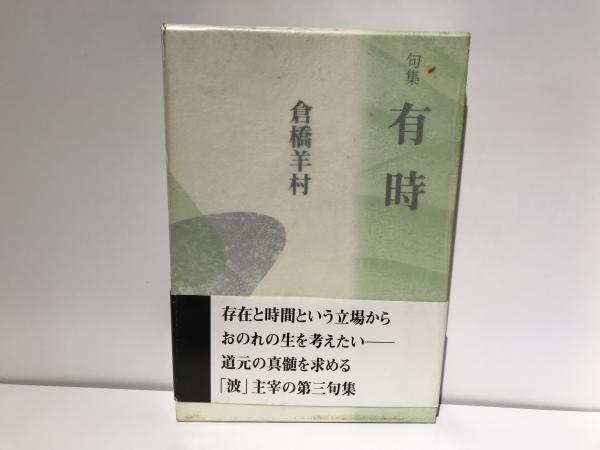 句集
有時
倉橋羊村
存在と時間という立場から
おのれの生を考えたい――
道元の真髄を求める
「波」主宰の第三句集